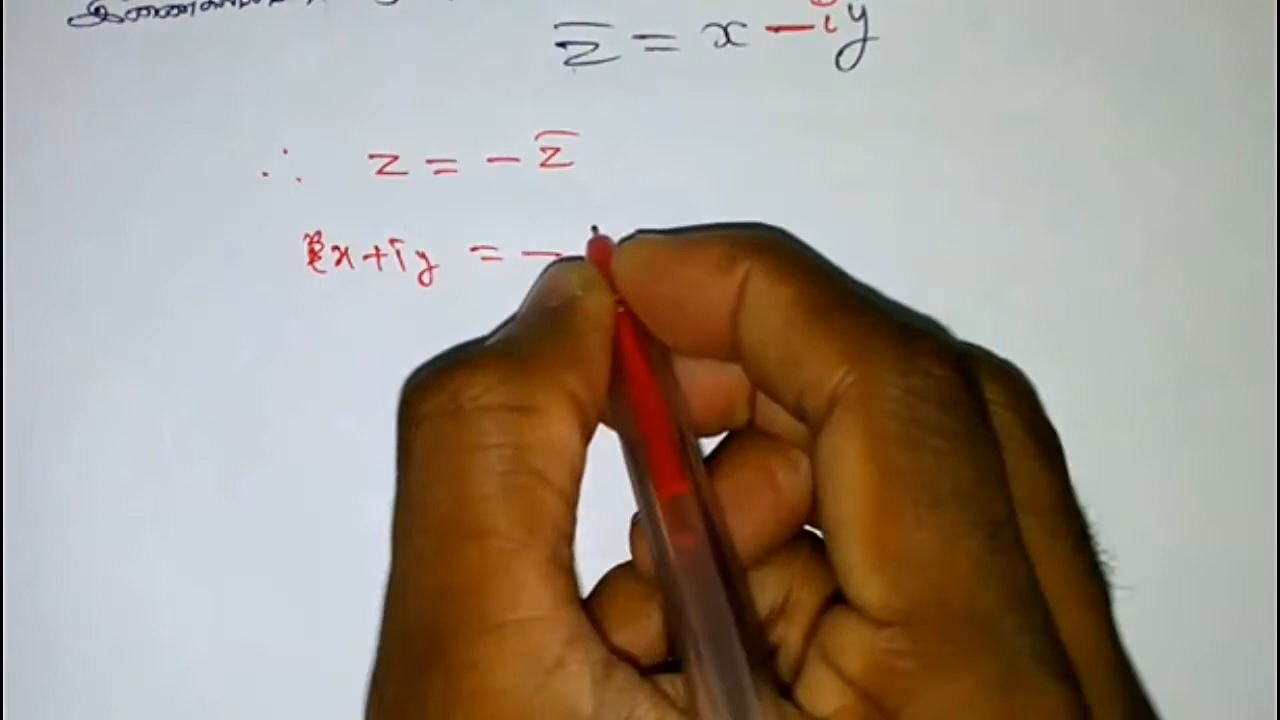 z̅ = x - iy
∴ z = - z̅
x + iy = -